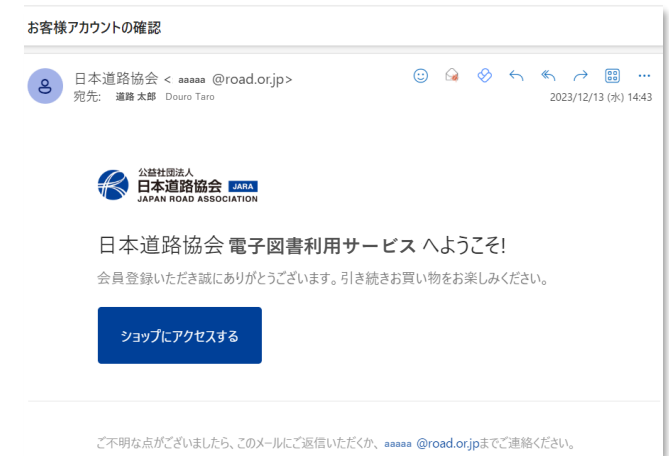 お客様アカウントの確認
日本道路協会 < aaaaa @road.or.jp>
宛先: 道路 太郎 Douro Taro
2023/12/13 (水) 14:43
公益社団法人
日本道路協会 JARA
JAPAN ROAD ASSOCIATION
日本道路協会 電子図書利用サービス へようこそ!
会員登録いただき誠にありがとうございます。引き続きお買い物をお楽しみください。
ショップにアクセスする
ご不明な点がございましたら、このメールにご返信いただくか、 aaaaa @road.or.jpまでご連絡ください。